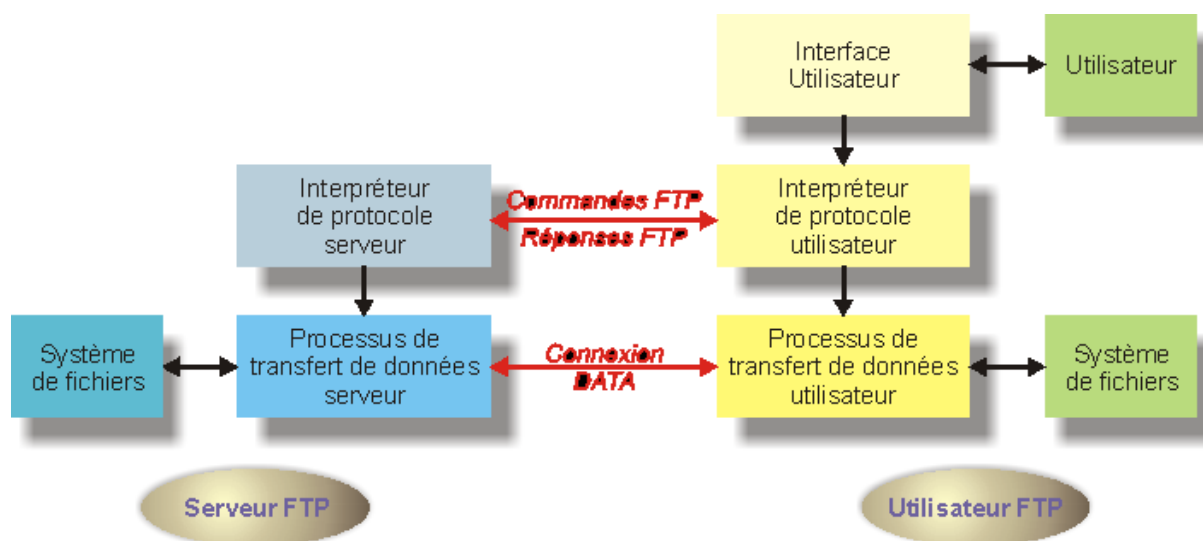 Interface
Utilisateur
Utilisateur
Interpréteur
de protocole
serveur
Commandes FTP
Réponses FTP
Interpréteur
de protocole
utilisateur
Système
de fichiers
Processus de
transfert de données
serveur
Connexion
DATA
Processus de
transfert de données
utilisateur
Système
de fichiers
Serveur FTP
Utilisateur FTP